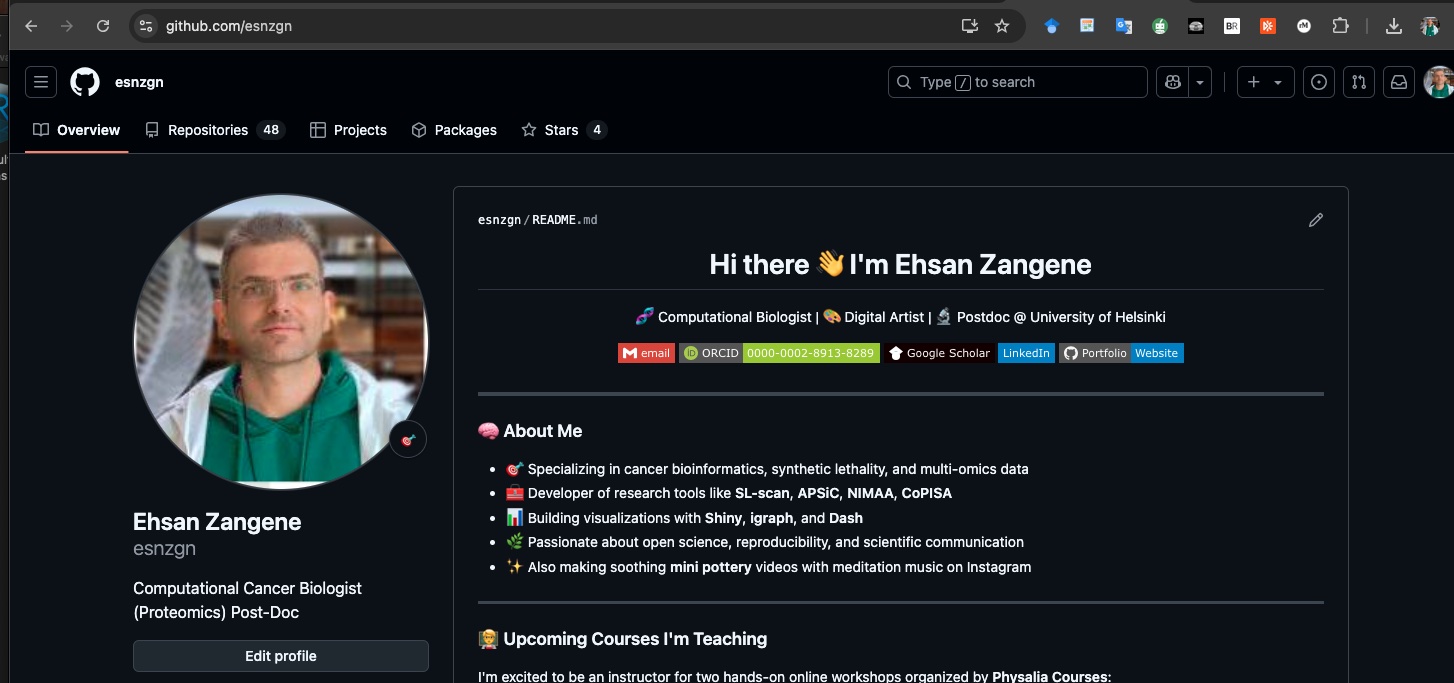 github.com/esnzgn
BR
esnzgn
Type / to search
Overview
Repositories 48
Projects
Packages
Stars 4
esnzgn/README.md
Hi there 👋 I'm Ehsan Zangene
🧬 Computational Biologist | 🎨 Digital Artist | 🔬 Postdoc @ University of Helsinki
email ORCID 0000-0002-8913-8289 Google Scholar LinkedIn Portfolio Website
🧠 About Me
• 🎯 Specializing in cancer bioinformatics, synthetic lethality, and multi-omics data
• 🧰 Developer of research tools like SL-scan, APSiC, NIMAA, CoPISA
• 📊 Building visualizations with Shiny, igraph, and Dash
• 🌿 Passionate about open science, reproducibility, and scientific communication
• ✨ Also making soothing mini pottery videos with meditation music on Instagram
Ehsan Zangene
esnzgn
Computational Cancer Biologist
(Proteomics) Post-Doc
Edit profile
👨‍🏫 Upcoming Courses I'm Teaching
I'm excited to be an instructor for two hands-on online workshops organized by Physalia Courses: